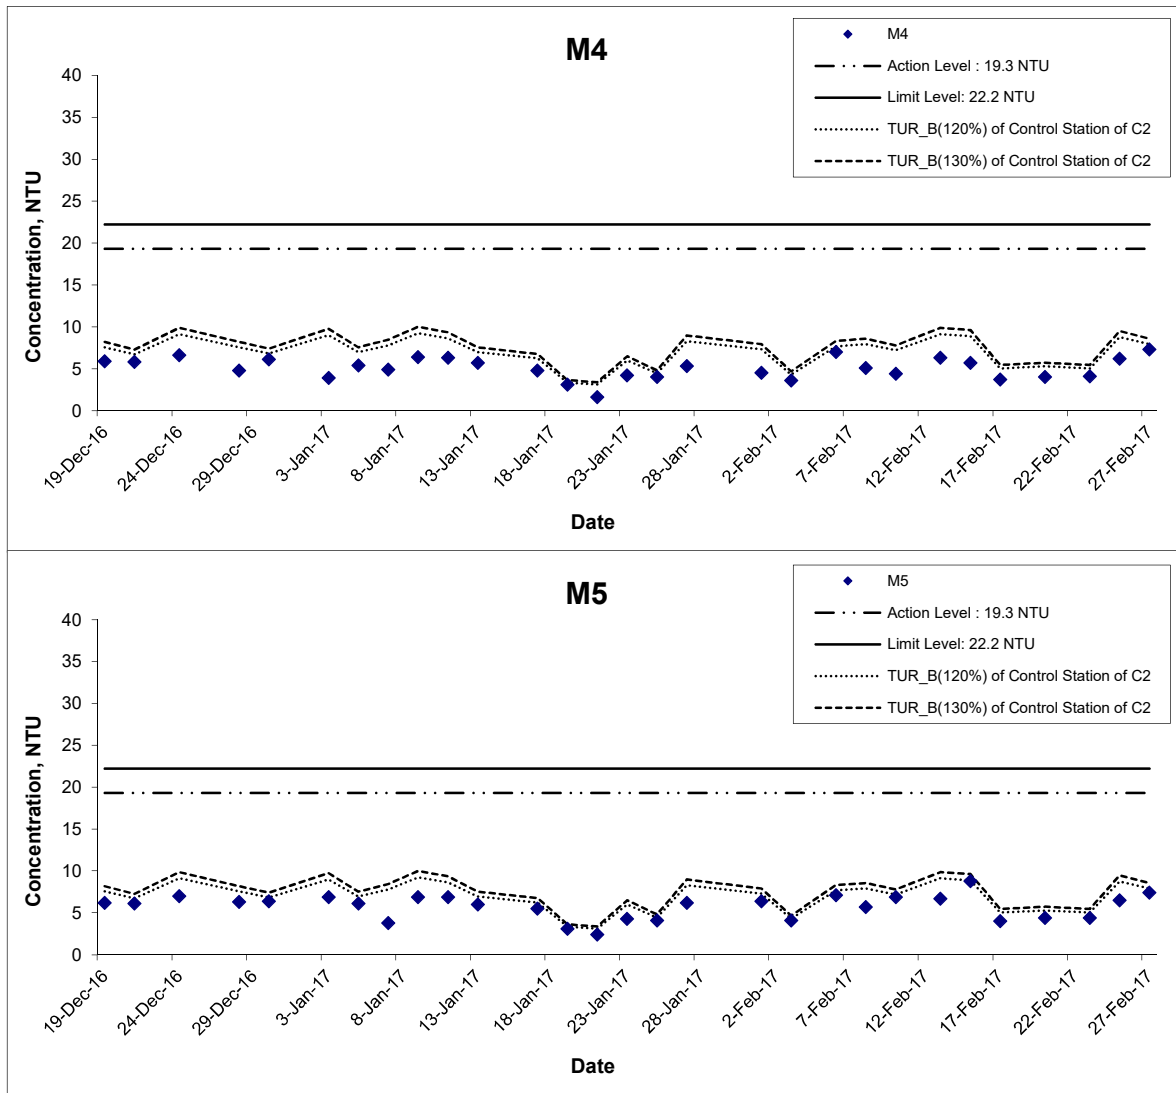 M4
M4
Action Level : 19.3 NTU
Limit Level: 22.2 NTU
TUR_B(120%) of Control Station of C2
TUR_B(130%) of Control Station of C2
Concentration, NTU
40
35
30
25
20
15
10
5
0
19-Dec-16
24-Dec-16
29-Dec-16
3-Jan-17
8-Jan-17
13-Jan-17
18-Jan-17
23-Jan-17
28-Jan-17
2-Feb-17
7-Feb-17
12-Feb-17
17-Feb-17
22-Feb-17
27-Feb-17
Date
M5
M5
Action Level : 19.3 NTU
Limit Level: 22.2 NTU
TUR_B(120%) of Control Station of C2
TUR_B(130%) of Control Station of C2
Concentration, NTU
40
35
30
25
20
15
10
5
0
19-Dec-16
24-Dec-16
29-Dec-16
3-Jan-17
8-Jan-17
13-Jan-17
18-Jan-17
23-Jan-17
28-Jan-17
2-Feb-17
7-Feb-17
12-Feb-17
17-Feb-17
22-Feb-17
27-Feb-17
Date